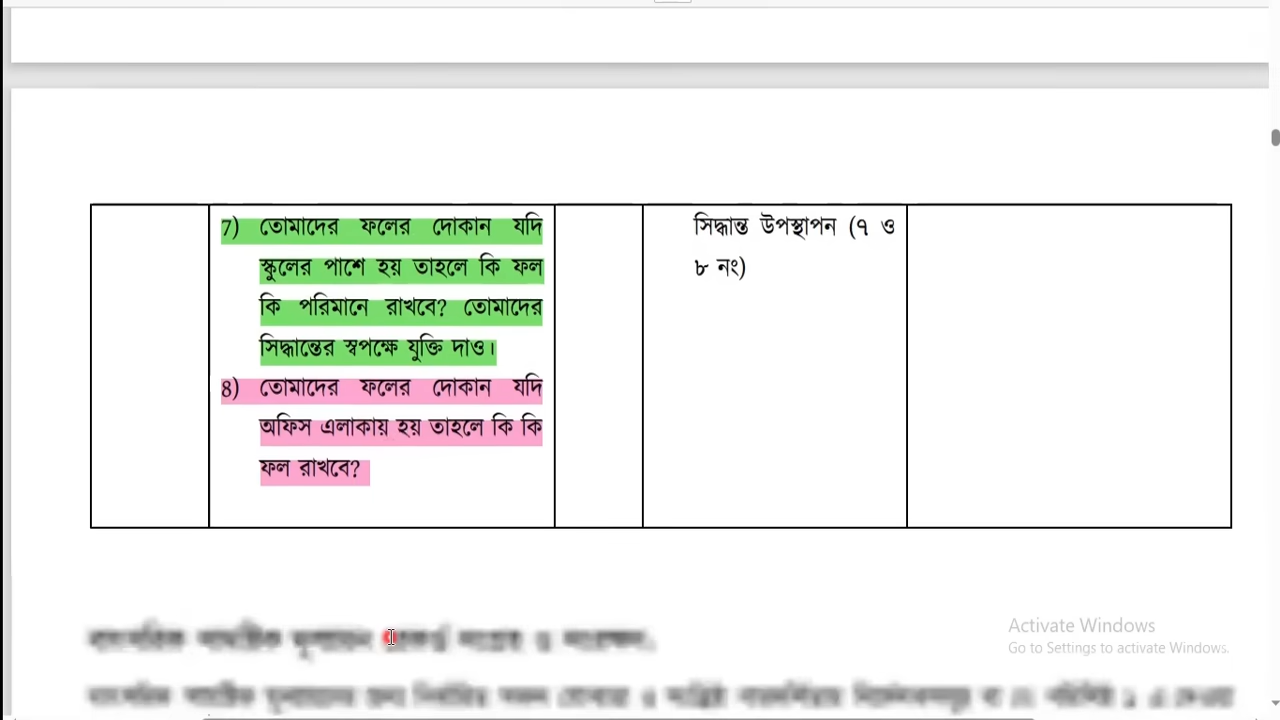 7) তোমাদের ফলের দোকান যদি
স্কুলের পাশে হয় তাহলে কি ফল
কি পরিমানে রাখবে? তোমাদের
সিদ্ধান্তের স্বপক্ষে যুক্তি দাও।
8) তোমাদের ফলের দোকান যদি
অফিস এলাকায় হয় তাহলে কি কি
ফল রাখবে?
সিদ্ধান্ত উপস্থাপন (৭ ও
৮ নং)
Activate Windows
Go to Settings to activate Windows.